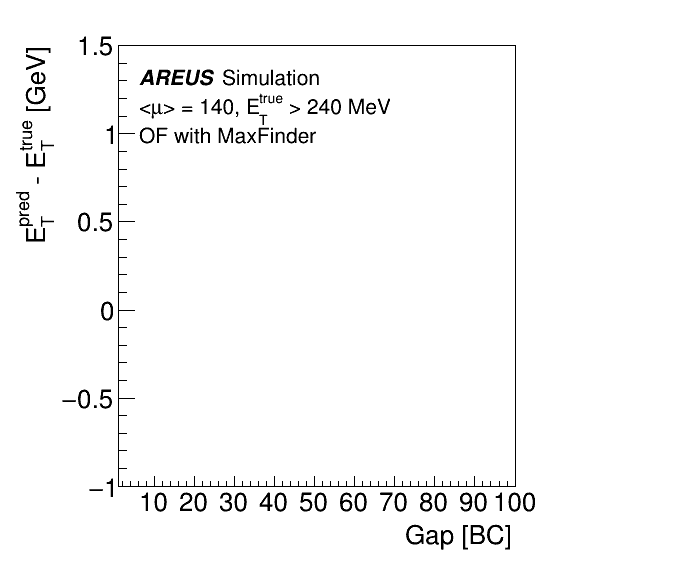 AREUS Simulation
<μ> = 140, E_T^true > 240 MeV
OF with MaxFinder
E_T^pred - E_T^true [GeV]
1.5
1
0.5
0
−0.5
−1
10 20 30 40 50 60 70 80 90 100
Gap [BC]